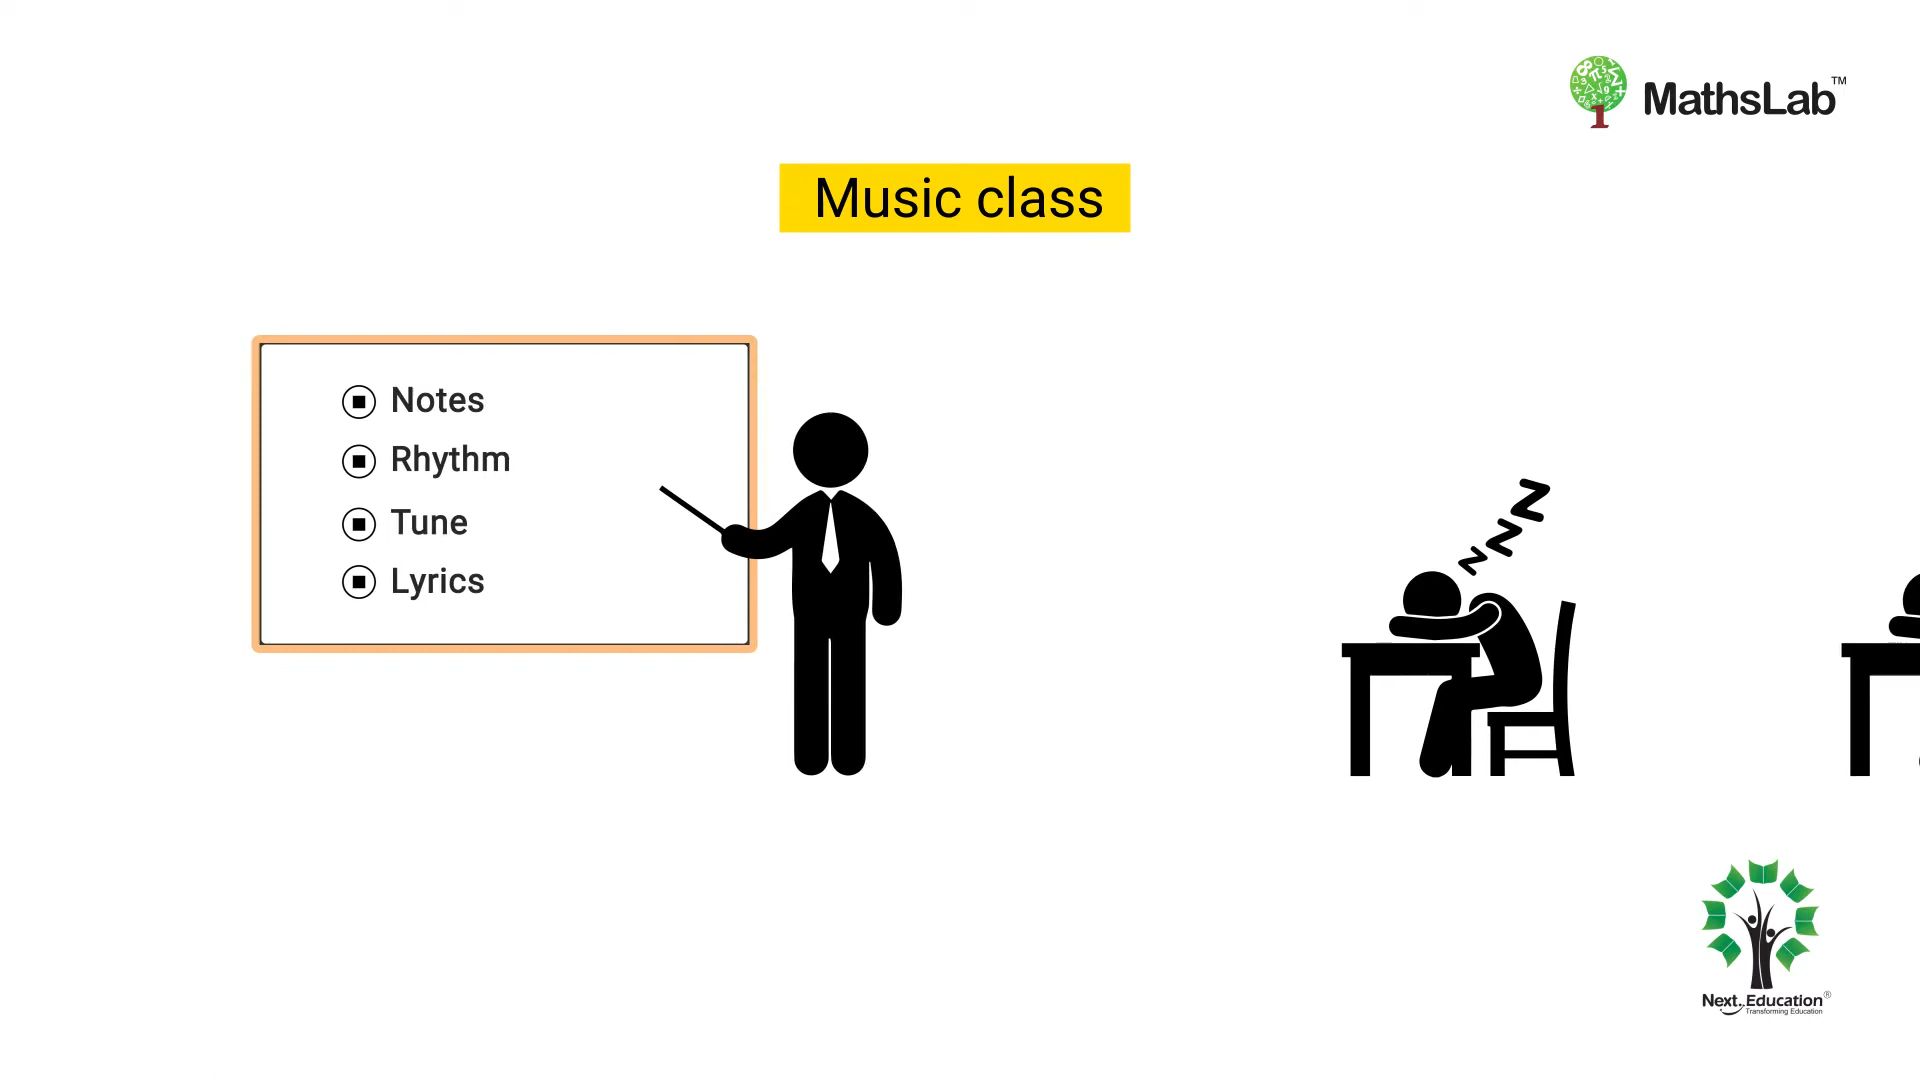 MathsLab™
Music class
Notes
Rhythm
Tune
Lyrics
z z z
Next Education®
Transforming Education